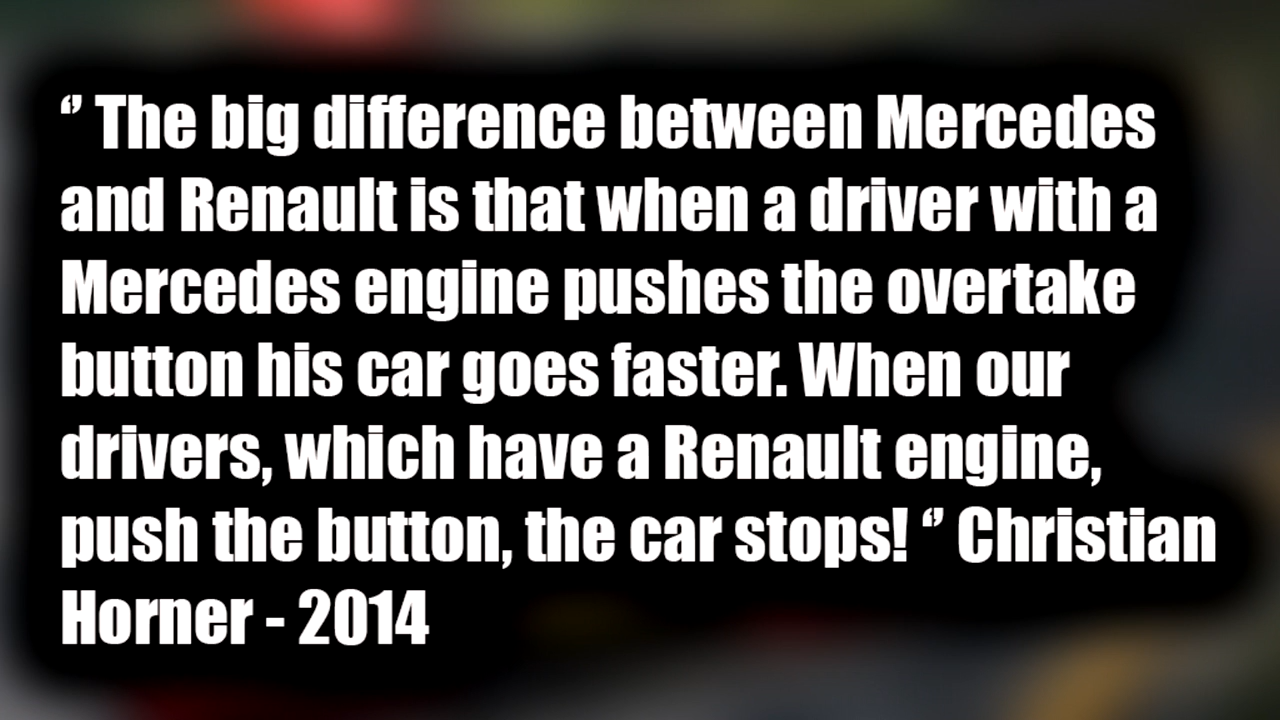 ‘’ The big difference between Mercedes
and Renault is that when a driver with a
Mercedes engine pushes the overtake
button his car goes faster. When our
drivers, which have a Renault engine,
push the button, the car stops! ‘’ Christian
Horner - 2014